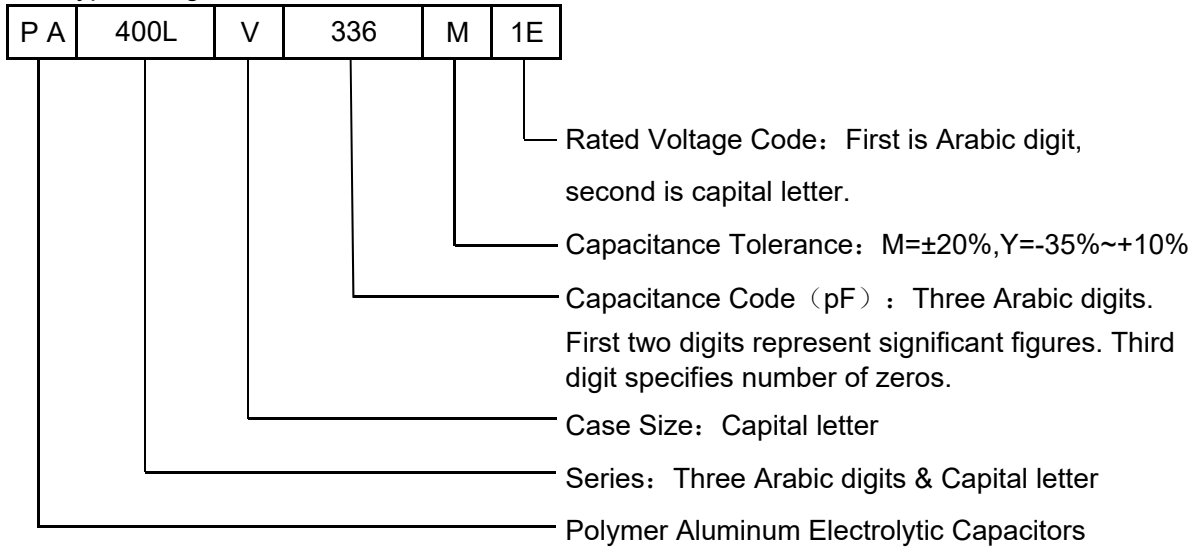 P A 400L V 336 M 1E
Rated Voltage Code：First is Arabic digit,
second is capital letter.
Capacitance Tolerance：M=±20%,Y=-35%~+10%
Capacitance Code（pF）：Three Arabic digits.
First two digits represent significant figures. Third
digit specifies number of zeros.
Case Size：Capital letter
Series：Three Arabic digits & Capital letter
Polymer Aluminum Electrolytic Capacitors